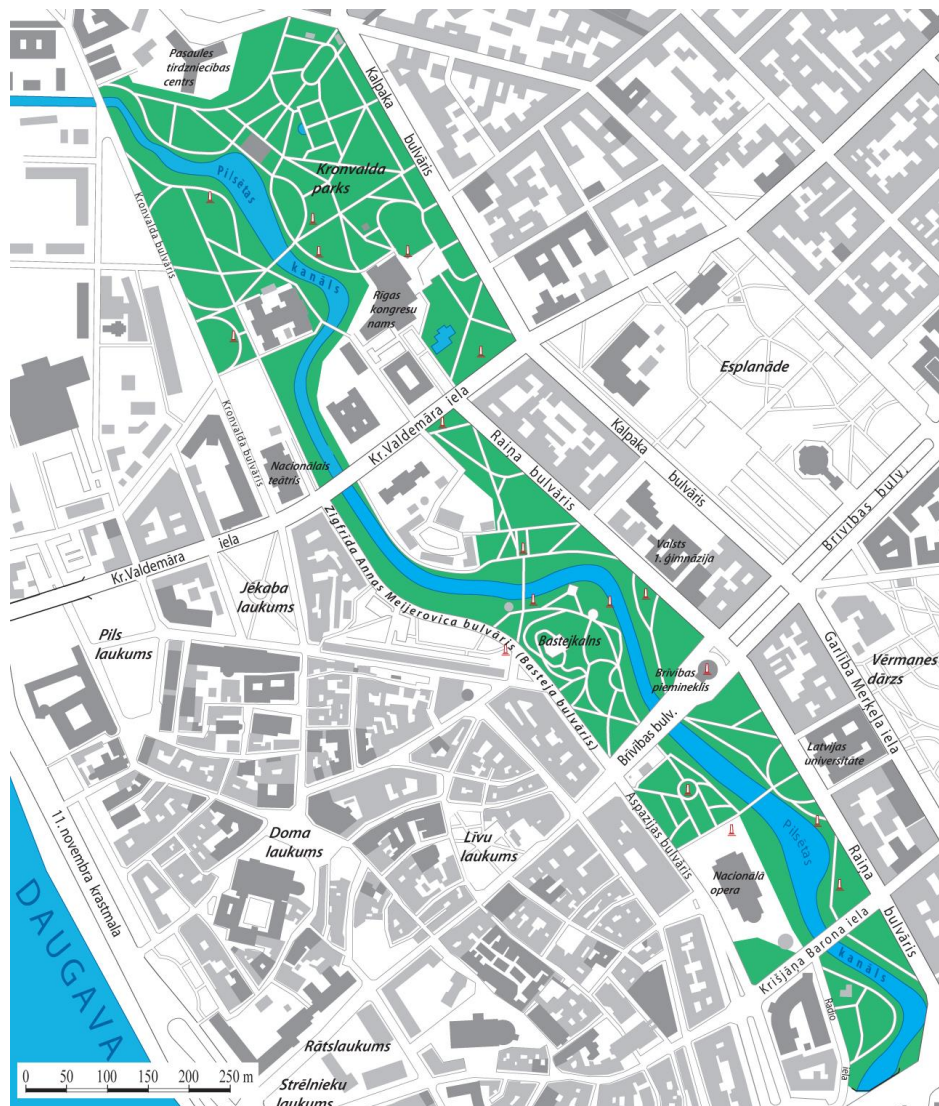 Pasaules
tirdzniecības
centrs
Kalpaka
bulvāris
Kronvalda
parks
Pilsētas
kanāls
Kronvalda bulvāris
Rīgas
kongresu
nams
Esplanāde
Kr.Valdemāra iela
Kronvalda bulvāris
Nacionālais
teātris
Raiņa bulvāris
Kalpaka
bulvāris
Brīvības bulv.
Valsts
1. ģimnāzija
Kr.Valdemāra iela
Zigfrīda Annas Meijerovica bulvāris (Basteja bulvāris)
Jēkaba
laukums
Pils
laukums
Bastejkalns
Brīvības
piemineklis
Brīvības bulv.
Garlība Merķeļa iela
Vērmanes
dārzs
Latvijas
universitāte
Aspazijas bulvāris
11. novembra krastmala
Doma
laukums
Līvu
laukums
Pilsētas
kanāls
Nacionālā
opera
Raiņa
bulvāris
Krišjāņa Barona iela
Radio
iela
DAUGAVA
Rātslaukums
Strēlnieku
laukums
0 50 100 150 200 250 m